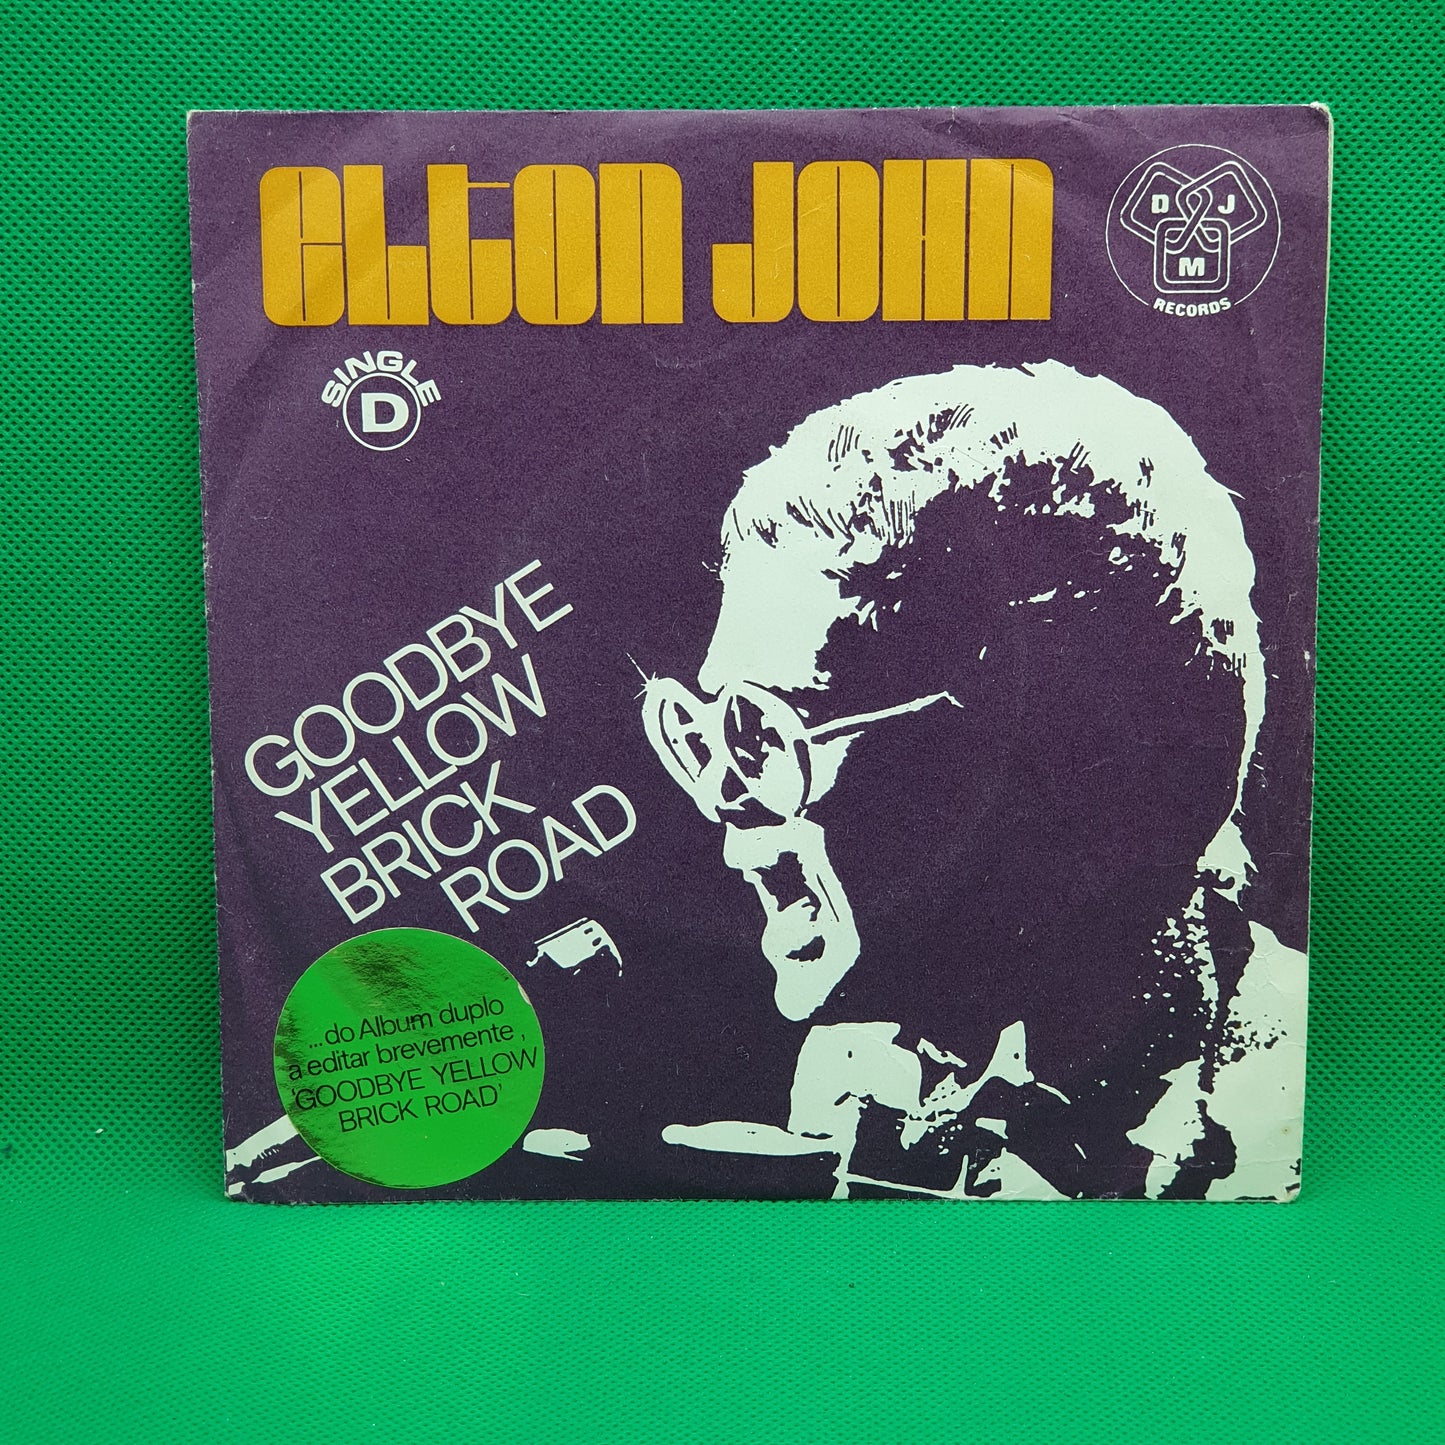 ELTON JOHN
D J
M
RECORDS
SINGLE
D
GOODBYE
YELLOW
BRICK
ROAD
...do Album duplo
a editar brevemente,
'GOODBYE YELLOW
BRICK ROAD'